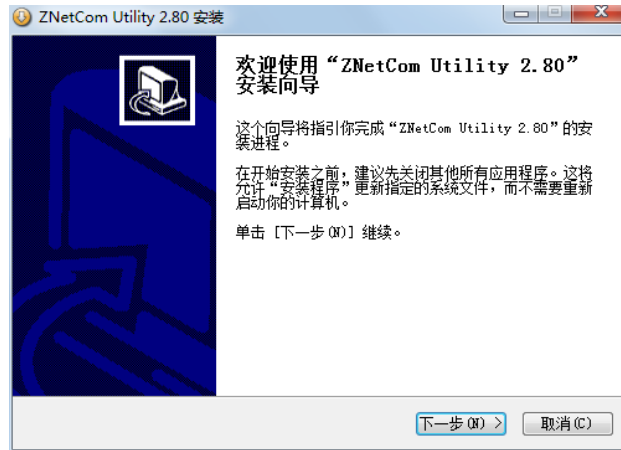 ZNetCom Utility 2.80 安装
欢迎使用“ZNetCom Utility 2.80”
安装向导
这个向导将指引你完成“ZNetCom Utility 2.80”的安
装进程。
在开始安装之前，建议先关闭其他所有应用程序。这将
允许“安装程序”更新指定的系统文件，而不需要重新
启动你的计算机。
单击 [下一步(N)] 继续。
下一步(N) >
取消(C)